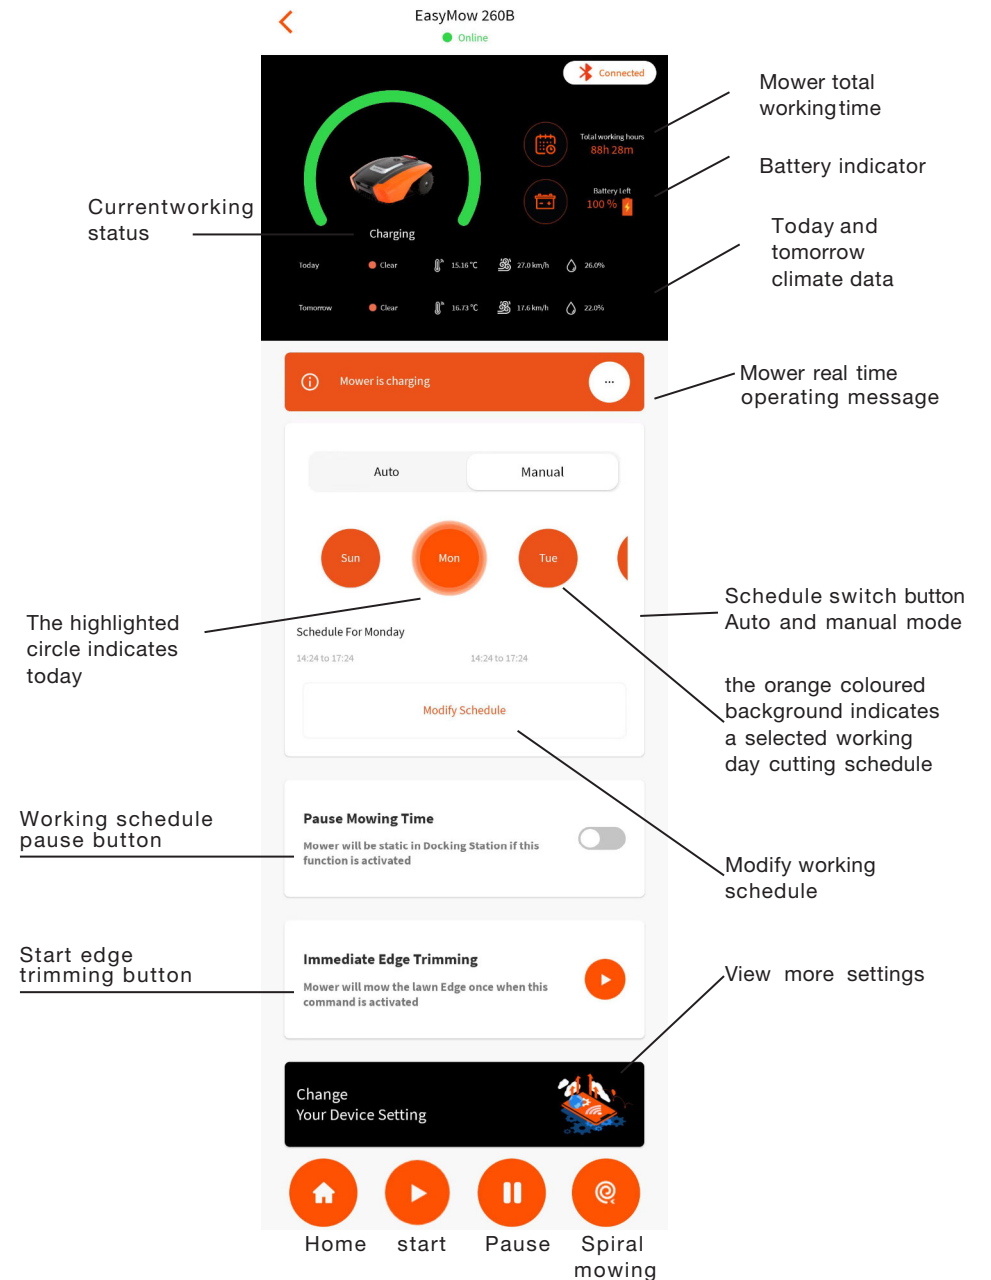 EasyMow 260B
Online
Connected
Total working hours
88h 28m
Battery Left
100 %
Charging
Today Clear 15.16 °C 27.0 km/h 26.0%
Tomorrow Clear 16.73 °C 17.6 km/h 22.0%
Mower total
working time
Battery indicator
Currentworking
status
Today and
tomorrow
climate data
Mower is charging
...
Mower real time
operating message
Auto Manual
Sun Mon Tue
Schedule For Monday
14:24 to 17:24 14:24 to 17:24
Modify Schedule
The highlighted
circle indicates
today
Schedule switch button
Auto and manual mode
the orange coloured
background indicates
a selected working
day cutting schedule
Working schedule
pause button
Pause Mowing Time
Mower will be static in Docking Station if this
function is activated
Modify working
schedule
Start edge
trimming button
Immediate Edge Trimming
Mower will mow the lawn Edge once when this
command is activated
View more settings
Change
Your Device Setting
Home start Pause Spiral
mowing